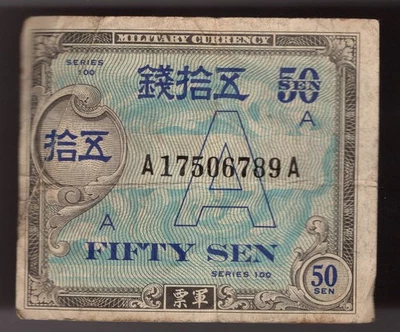 MILITARY CURRENCY
SERIES
100
錢拾五
50
SEN
A
拾五
A17506789A
A
A
FIFTY SEN
SERIES 100
票軍
50
SEN